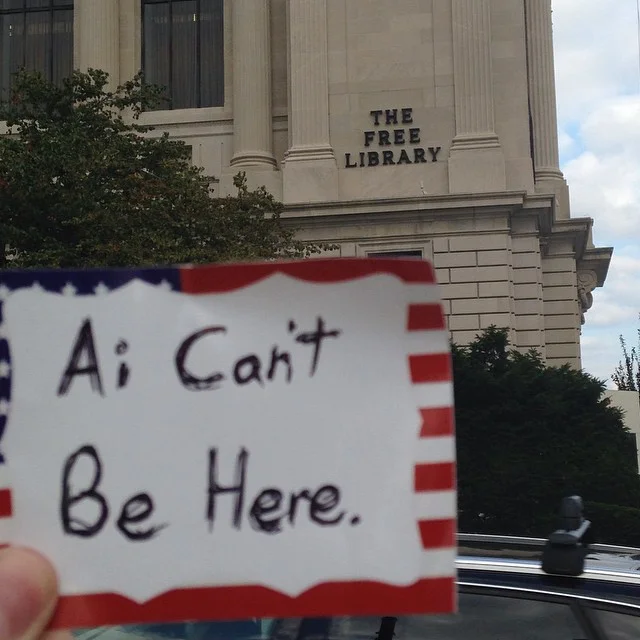 THE
FREE
LIBRARY
Ai Can't
Be Here.